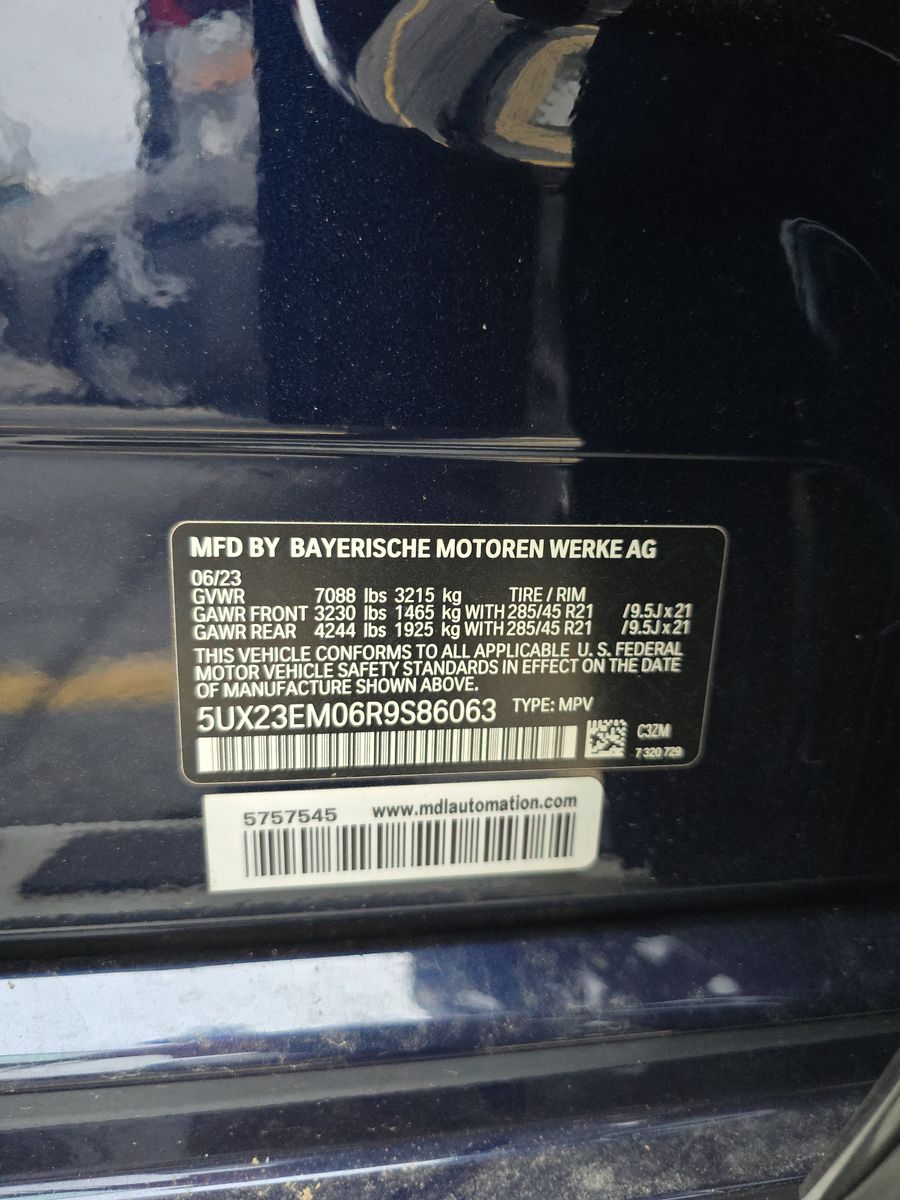 MFD BY BAYERISCHE MOTOREN WERKE AG
06/23
GVWR 7088 lbs 3215 kg TIRE / RIM
GAWR FRONT 3230 lbs 1465 kg WITH 285/45 R21 /9.5J x 21
GAWR REAR 4244 lbs 1925 kg WITH 285/45 R21 /9.5J x 21
THIS VEHICLE CONFORMS TO ALL APPLICABLE U.S. FEDERAL
MOTOR VEHICLE SAFETY STANDARDS IN EFFECT ON THE DATE
OF MANUFACTURE SHOWN ABOVE.
5UX23EM06R9S86063 TYPE: MPV
C3ZM
7 320 729
5757545 www.mdlautomation.com